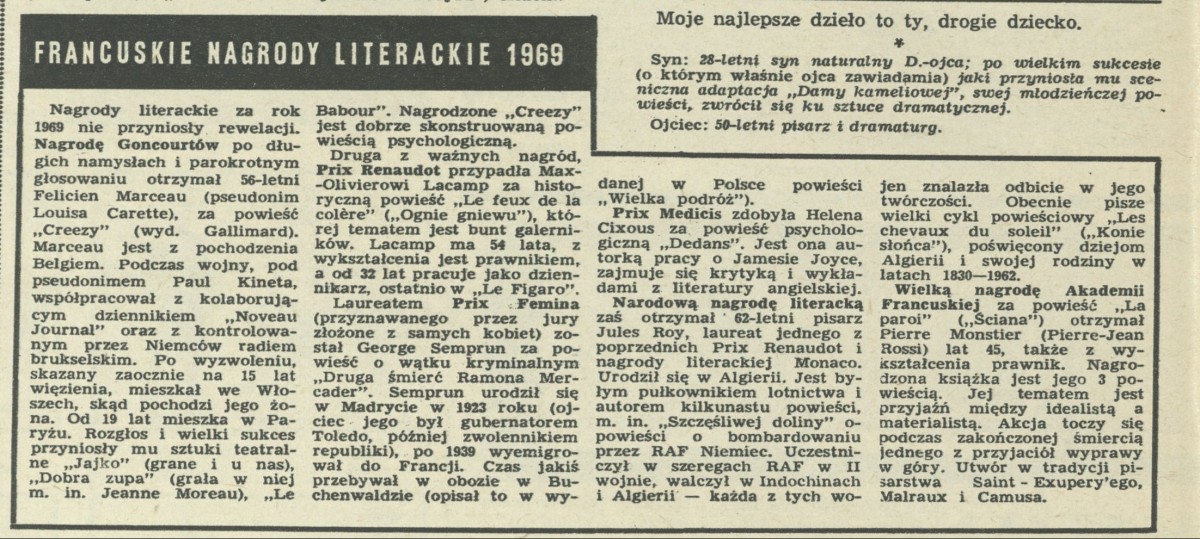 Moje najlepsze dzieło to ty, drogie dziecko.
*
Syn: 28-letni syn naturalny D.-ojca; po wielkim sukcesie
(o którym właśnie ojca zawiadamia) jaki przyniosła mu sce-
niczna adaptacja „Damy kameliowej”, swej młodzieńczej po-
wieści, zwrócił się ku sztuce dramatycznej.
Ojciec: 50-letni pisarz i dramaturg.
FRANCUSKIE NAGRODY LITERACKIE 1969
Nagrody literackie za rok
1969 nie przyniosły rewelacji.
Nagrodę Goncourtów po dłu-
gich namysłach i parokrotnym
głosowaniu otrzymał 56-letni
Felicien Marceau (pseudonim
Louisa Carette), za powieść
„Creezy” (wyd. Gallimard).
Marceau jest z pochodzenia
Belgiem. Podczas wojny, pod
pseudonimem Paul Kineta,
współpracował z kolaborują-
cym dziennikiem „Noveau
Journal” oraz z kontrolowa-
nym przez Niemców radiem
brukselskim. Po wyzwoleniu,
skazany zaocznie na 15 lat
więzienia, mieszkał we Wło-
szech, skąd pochodzi jego żo-
na. Od 19 lat mieszka w Pa-
ryżu. Rozgłos i wielki sukces
przyniosły mu sztuki teatral-
ne „Jajko” (grane i u nas),
„Dobra zupa” (grała w niej
m. in. Jeanne Moreau), „Le
Babour”. Nagrodzone „Creezy”
jest dobrze skonstruowaną po-
wieścią psychologiczną.
Druga z ważnych nagród,
Prix Renaudot przypadła Max-
-Olivierowi Lacamp za histo-
ryczną powieść „Le feux de la
colère” („Ognie gniewu”), któ-
rej tematem jest bunt galerni-
ków. Lacamp ma 54 lata, z
wykształcenia jest prawnikiem,
a od 32 lat pracuje jako dzien-
nikarz, ostatnio w „Le Figaro”.
Laureatem Prix Femina
(przyznawanego przez jury
złożone z samych kobiet) zo-
stał George Semprun za po-
wieść o wątku kryminalnym
„Druga śmierć Ramona Mer-
cader”. Semprun urodził się
w Madrycie w 1923 roku (oj-
ciec jego był gubernatorem
Toledo, później zwolennikiem
republiki), po 1939 wyemigro-
wał do Francji. Czas jakiś
przebywał w obozie w Bu-
chenwaldzie (opisał to w wy-
danej w Polsce powieści
„Wielka podróż”).
Prix Medicis zdobyła Helena
Cixous za powieść psycholo-
giczną „Dedans”. Jest ona au-
torką pracy o Jamesie Joyce,
zajmuje się krytyką i wykła-
dami z literatury angielskiej.
Narodową nagrodę literacką
zaś otrzymał 62-letni pisarz
Jules Roy, laureat jednego z
poprzednich Prix Renaudot i
nagrody literackiej Monaco.
Urodził się w Algierii. Jest by-
łym pułkownikiem lotnictwa i
autorem kilkunastu powieści,
m. in. „Szczęśliwej doliny” o-
powieści o bombardowaniu
przez RAF Niemiec. Uczestni-
czył w szeregach RAF w II
wojnie, walczył w Indochinach
i Algierii — każda z tych wo-
jen znalazła odbicie w jego
twórczości. Obecnie pisze
wielki cykl powieściowy „Les
chevaux du soleil” („Konie
słońca”), poświęcony dziejom
Algierii i swojej rodziny w
latach 1830—1962.
Wielką nagrodę Akademii
Francuskiej za powieść „La
paroi” („Ściana”) otrzymał
Pierre Monstier (Pierre-Jean
Rossi) lat 45, także z wy-
kształcenia prawnik. Nagro-
dzona książka jest jego 3 po-
wieścią. Jej tematem jest
przyjaźń między idealistą a
materialistą. Akcja toczy się
podczas zakończonej śmiercią
jednego z przyjaciół wyprawy
w góry. Utwór w tradycji pi-
sarstwa Saint-Exupery’ego,
Malraux i Camusa.